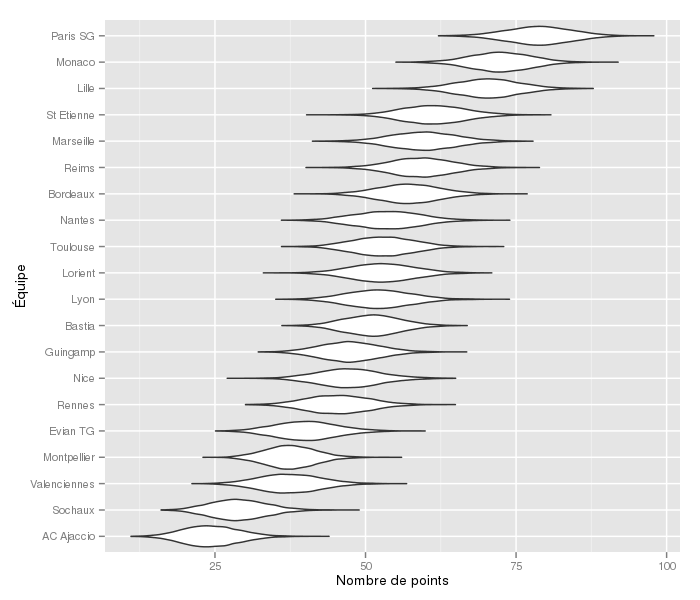 Paris SG
Monaco
Lille
St Etienne
Marseille
Reims
Bordeaux
Nantes
Toulouse
Lorient
Lyon
Bastia
Guingamp
Nice
Rennes
Evian TG
Montpellier
Valenciennes
Sochaux
AC Ajaccio
Équipe
25 50 75 100
Nombre de points